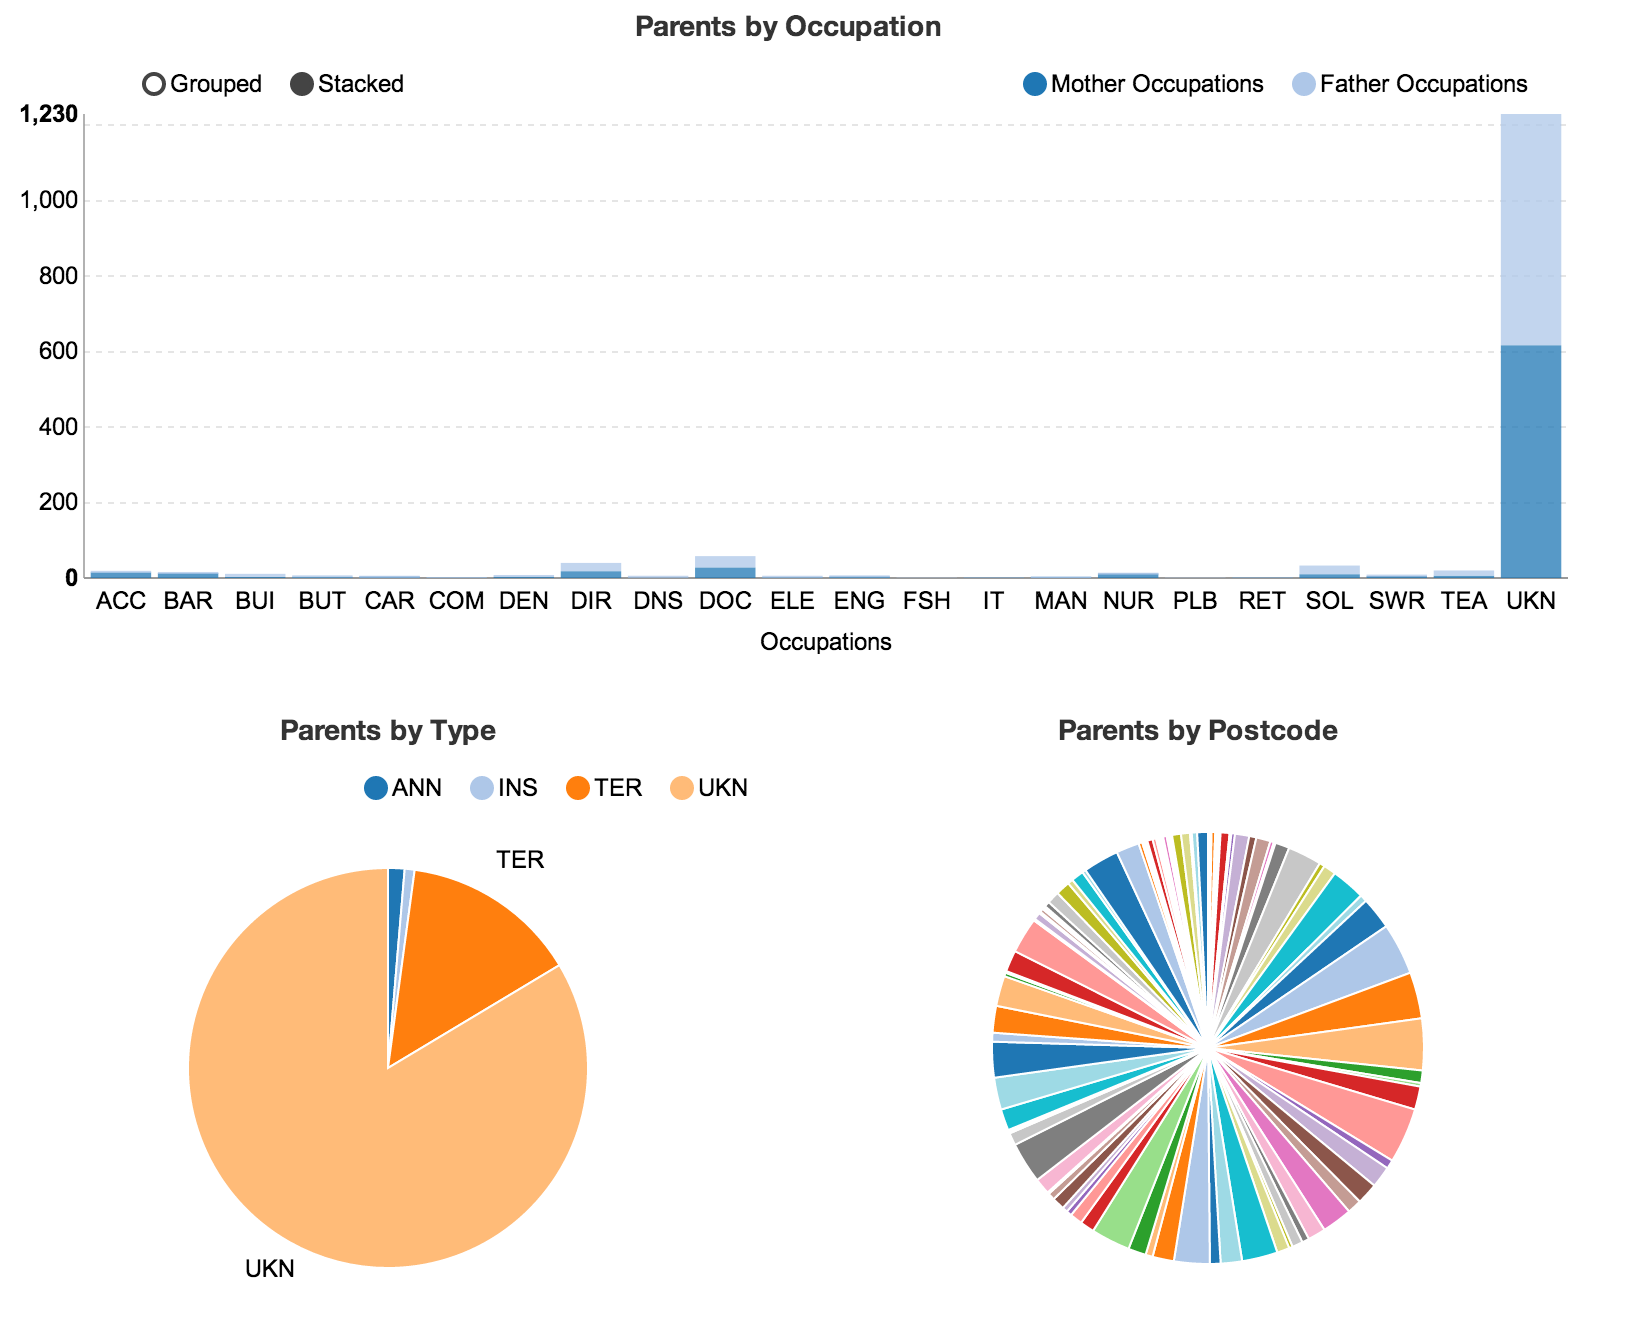 Parents by Occupation
Grouped Stacked Mother Occupations Father Occupations
1,230
1,000
800
600
400
200
0
ACC BAR BUI BUT CAR COM DEN DIR DNS DOC ELE ENG FSH IT MAN NUR PLB RET SOL SWR TEA UKN
Occupations
Parents by Type Parents by Postcode
ANN INS TER UKN
TER
UKN